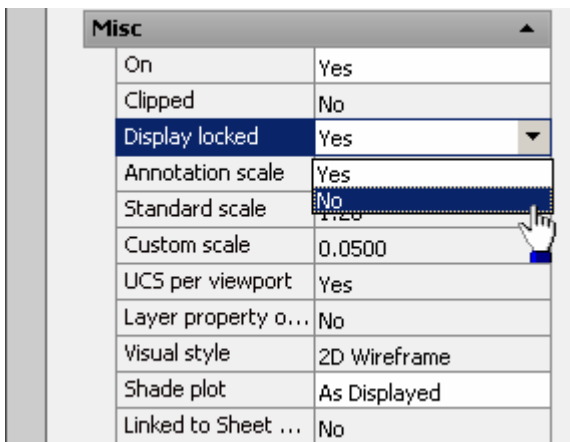 Misc
On Yes
Clipped No
Display locked Yes
Annotation scale Yes
Standard scale No
Custom scale 0.0500
UCS per viewport Yes
Layer property o... No
Visual style 2D Wireframe
Shade plot As Displayed
Linked to Sheet ... No